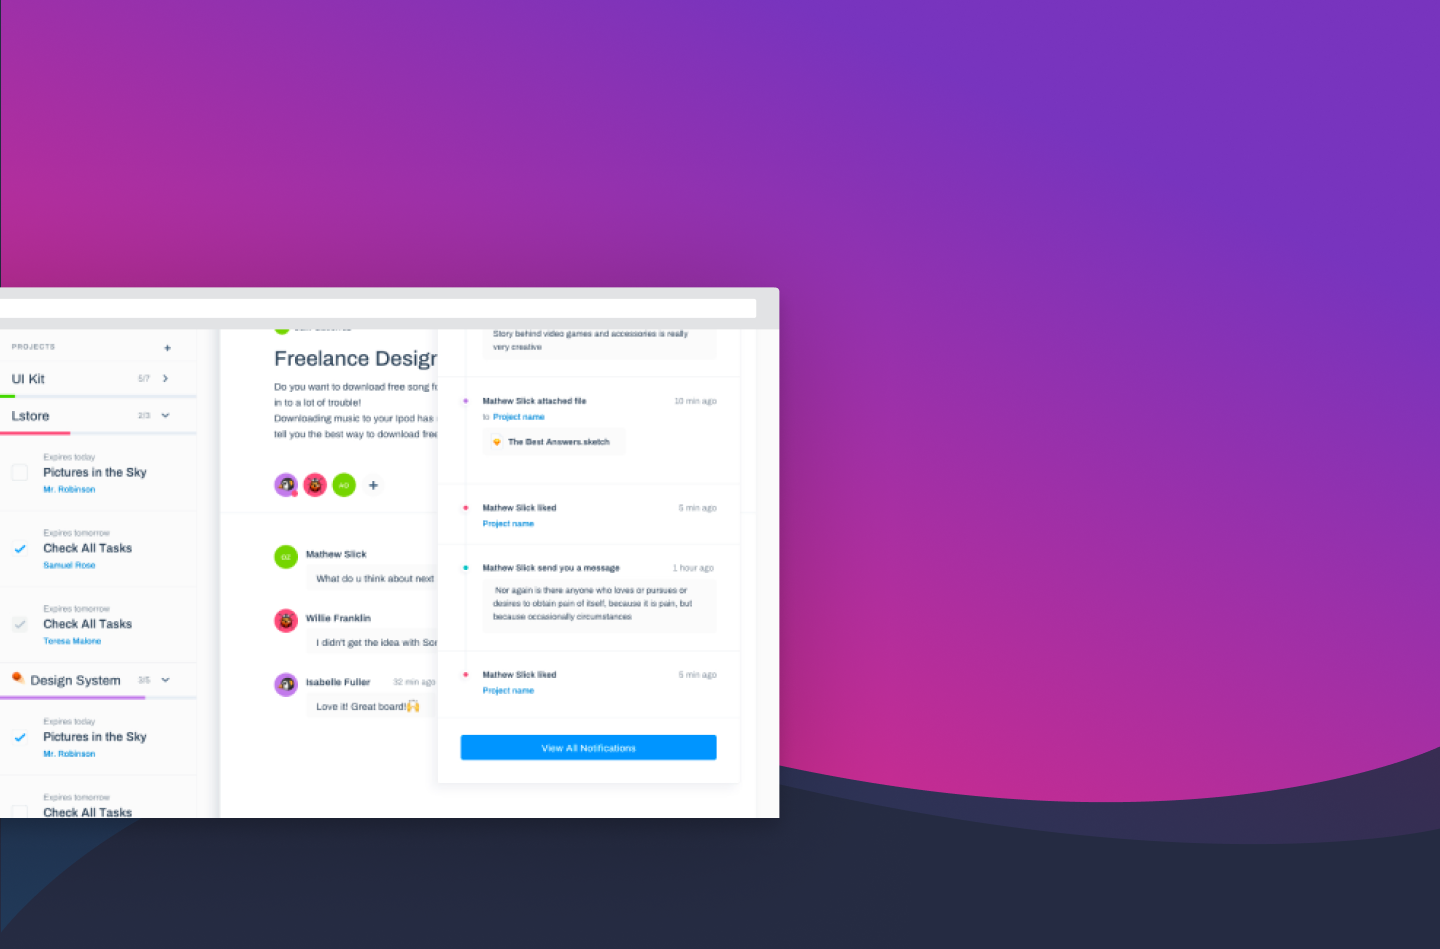 PROJECTS
+
UI Kit 5/7
Lstore 2/3
Expires today
Pictures in the Sky
Mr. Robinson
Expires tomorrow
Check All Tasks
Samuel Rose
Expires tomorrow
Check All Tasks
Teresa Malone
Design System 3/5
Expires today
Pictures in the Sky
Mr. Robinson
Expires tomorrow
Check All Tasks
Freelance Design
Do you want to download free song
in to a lot of trouble!
Downloading music to your Ipod has
tell you the best way to download free
AO
+
OZ
Mathew Slick
What do u think about next
Willie Franklin
I didn't get the idea with
Isabelle Fuller 32 min ago
Love it! Great board!🙌
Story behind video games and accessories is really
very creative
Mathew Slick attached file 10 min ago
to Project name
The Best Answers.sketch
Mathew Slick liked 5 min ago
Project name
Mathew Slick send you a message 1 hour ago
Nor again is there anyone who loves or pursues or
desires to obtain pain of itself, because it is pain, but
because occasionally circumstances
Mathew Slick liked 5 min ago
Project name
View All Notifications